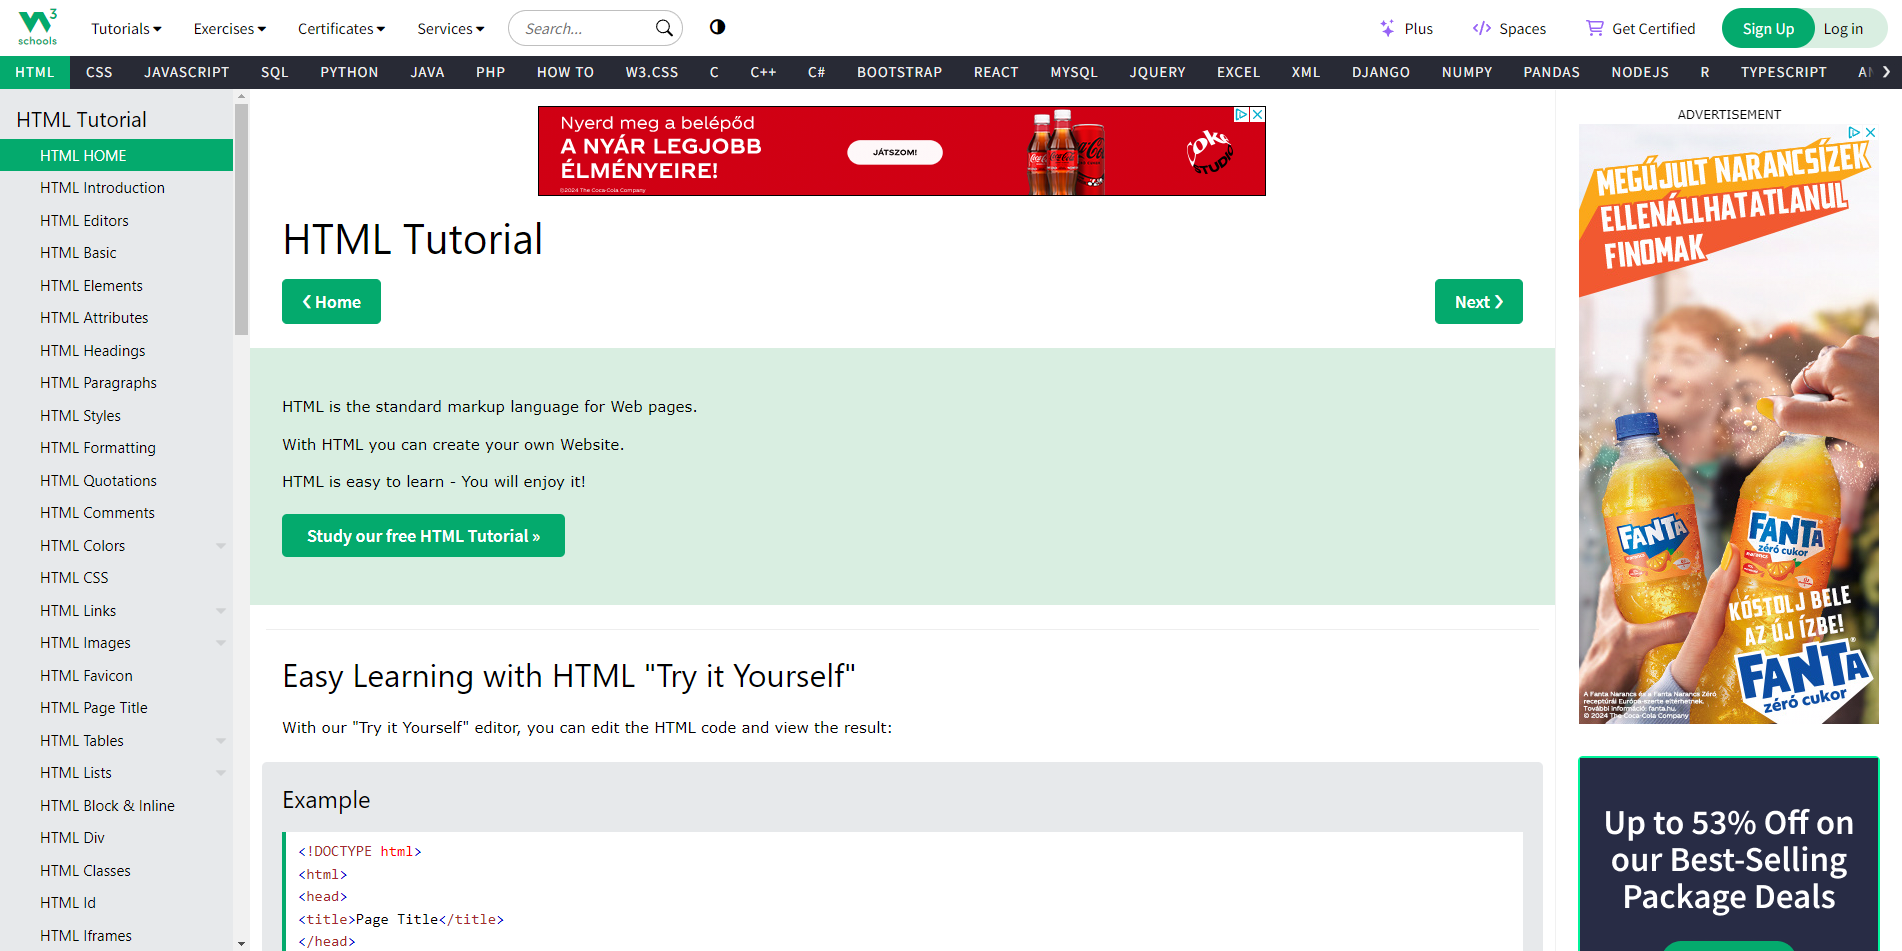 3
schools
Tutorials
Exercises
Certificates
Services
Search...
Plus
Spaces
Get Certified
Sign Up
Log in
HTML
CSS
JAVASCRIPT
SQL
PYTHON
JAVA
PHP
HOW TO
W3.CSS
C
C++
C#
BOOTSTRAP
REACT
MYSQL
JQUERY
EXCEL
XML
DJANGO
NUMPY
PANDAS
NODEJS
R
TYPESCRIPT
HTML Tutorial
HTML HOME
HTML Introduction
HTML Editors
HTML Basic
HTML Elements
HTML Attributes
HTML Headings
HTML Paragraphs
HTML Styles
HTML Formatting
HTML Quotations
HTML Comments
HTML Colors
HTML CSS
HTML Links
HTML Images
HTML Favicon
HTML Page Title
HTML Tables
HTML Lists
HTML Block & Inline
HTML Div
HTML Classes
HTML Id
HTML Iframes
Nyerd meg a belépőd
A NYÁR LEGJOBB
ÉLMÉNYEIRE!
©2024 The Coca-Cola Company
JÁTSZOM!
Coca-Cola
Coke
STUDIO
HTML Tutorial
❮ Home
Next ❯
HTML is the standard markup language for Web pages.
With HTML you can create your own Website.
HTML is easy to learn - You will enjoy it!
Study our free HTML Tutorial »
Easy Learning with HTML "Try it Yourself"
With our "Try it Yourself" editor, you can edit the HTML code and view the result:
Example
<!DOCTYPE html>
<html>
<head>
<title>Page Title</title>
</head>
ADVERTISEMENT
MEGÚJULT NARANCSÍZEK
ELLENÁLLHATATLANUL
FINOMAK
FANTA
FANTA
zéró cukor
narancs
KÓSTOLJ BELE
AZ ÚJ ÍZBE!
FANTA
zéró cukor
A Fanta Narancs és a Fanta Narancs Zéró
receptúrái Európa-szerte eltérhetnek.
További információ: fanta.hu.
© 2024 The Coca-Cola Company
Up to 53% Off on
our Best-Selling
Package Deals